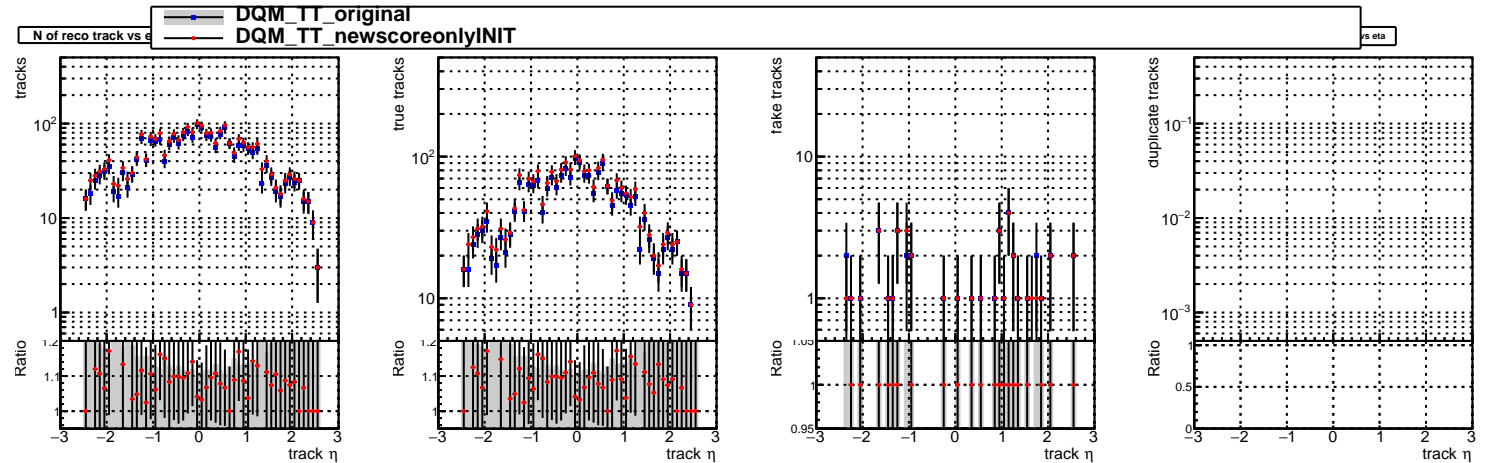 DQM_TT_original
DQM_TT_newscoreonlyINIT
N of reco track vs e
vs eta
tracks
10²
10
1
Ratio
1.2
1.1
1
−3 −2 −1 0 1 2 3
track η
true tracks
10²
10
Ratio
1.2
1.1
1
−3 −2 −1 0 1 2 3
track η
fake tracks
10
1
Ratio
1.05
1
0.95
−3 −2 −1 0 1 2 3
track η
duplicate tracks
10⁻¹
10⁻²
10⁻³
Ratio
1
0.5
0
−3 −2 −1 0 1 2 3
track η